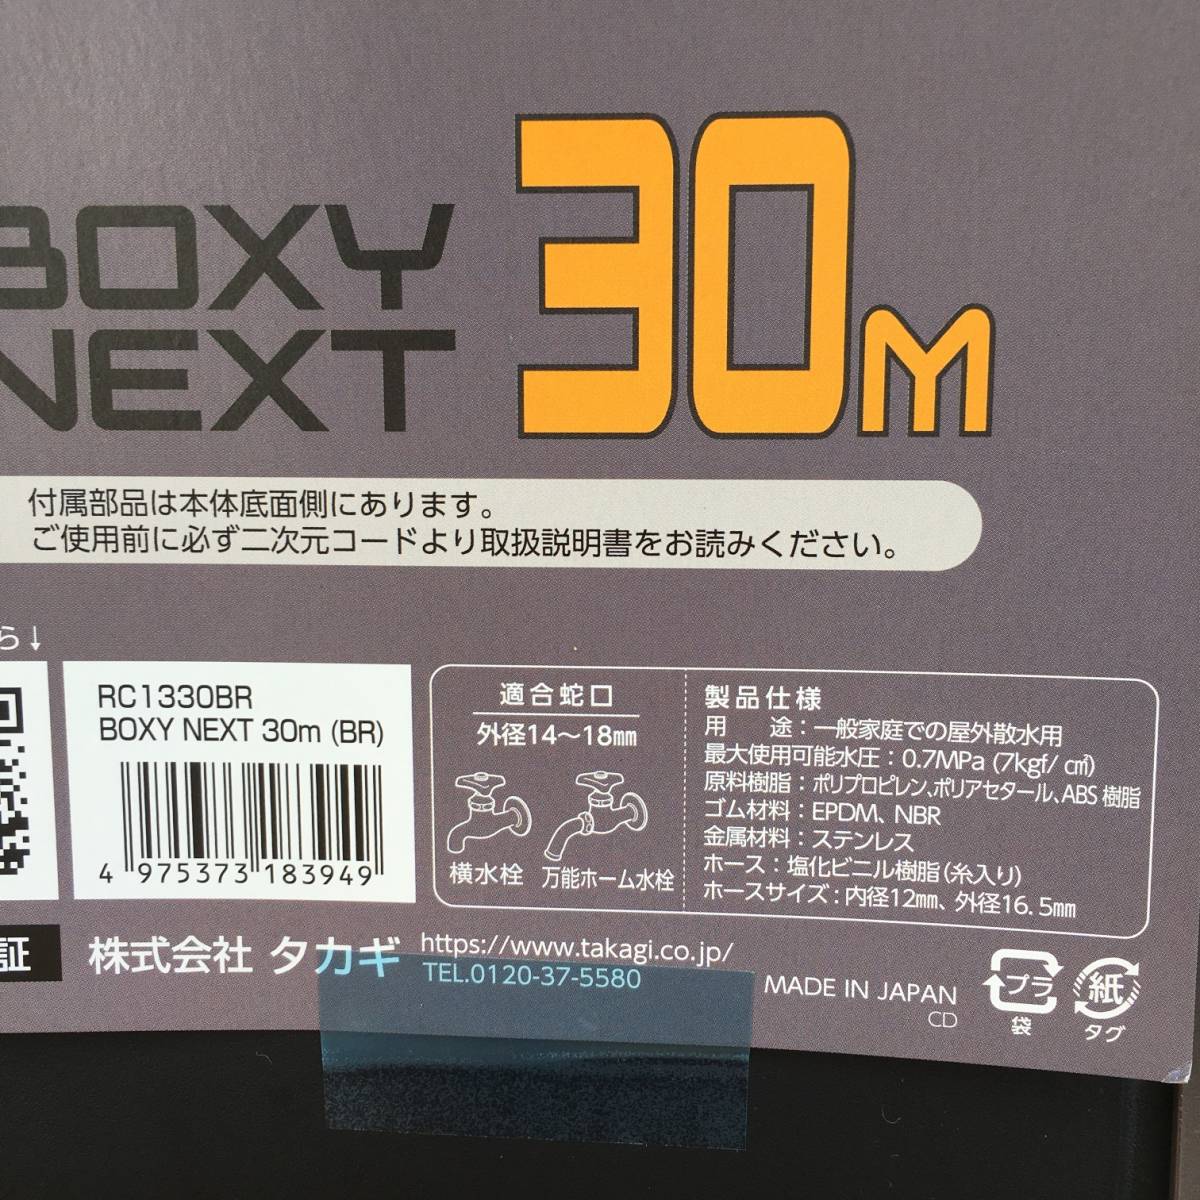 BOXY
NEXT
30M
付属部品は本体底面側にあります。
ご使用前に必ず二次元コードより取扱説明書をお読みください。
ら↓
RC1330BR
BOXY NEXT 30m (BR)
4 975373 183949
適合蛇口
外径14〜18㎜
横水栓
万能ホーム水栓
製品仕様
用 途：一般家庭での屋外散水用
最大使用可能水圧：0.7MPa (7kgf/㎠)
原料樹脂：ポリプロピレン、ポリアセタール、ABS 樹脂
ゴム材料：EPDM、NBR
金属材料：ステンレス
ホース：塩化ビニル樹脂（糸入り）
ホースサイズ：内径12㎜、外径16.5㎜
証
株式会社 タカギ
https://www.takagi.co.jp/
TEL.0120-37-5580
MADE IN JAPAN
CD
プラ
袋
紙
タグ